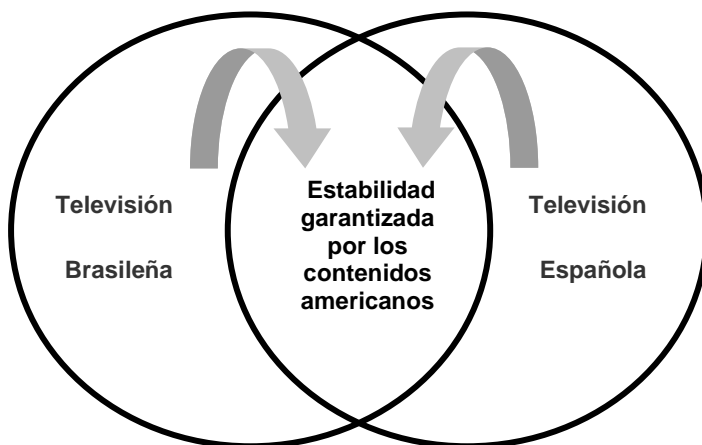 Televisión
Brasileña
Estabilidad
garantizada
por los
contenidos
americanos
Televisión
Española